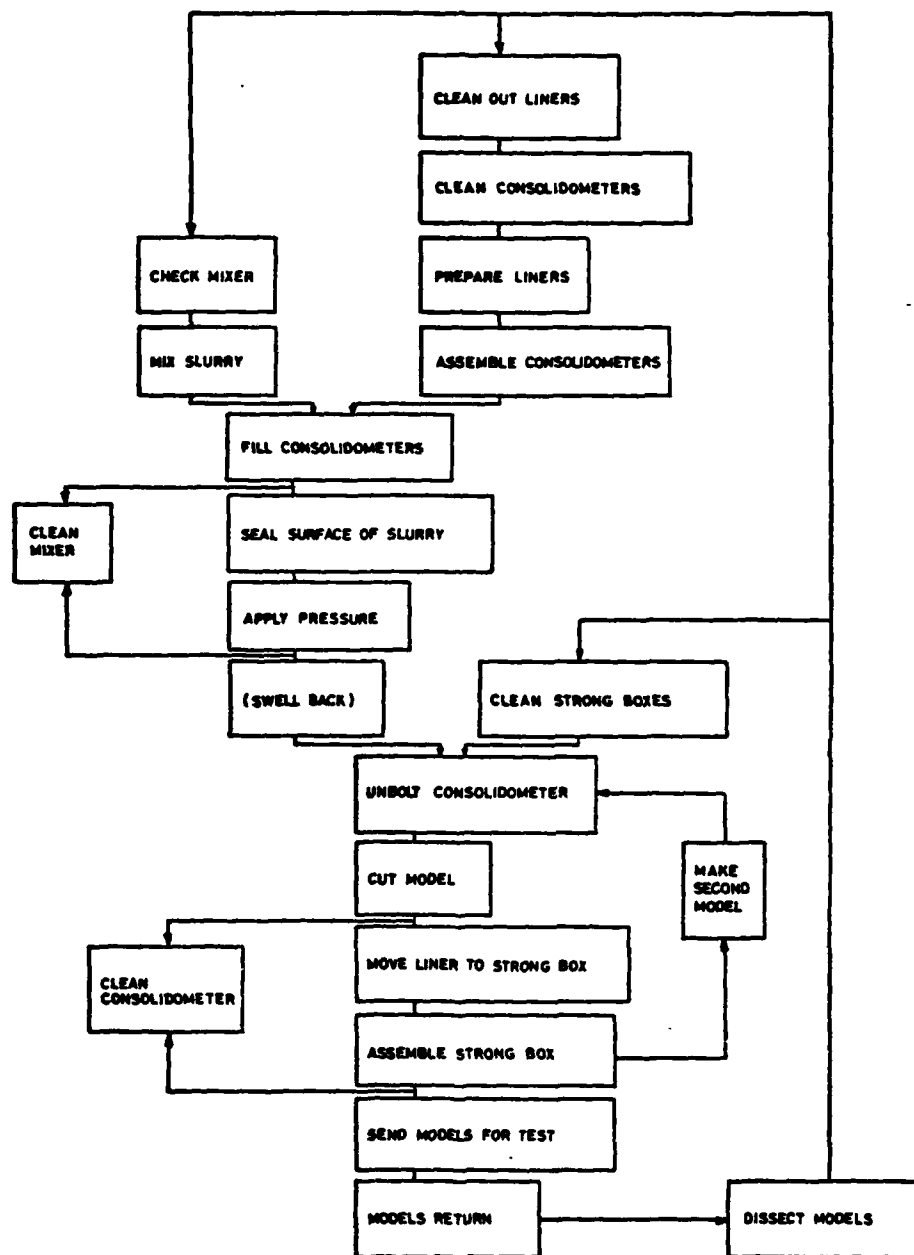 CLEAN OUT LINERS
CLEAN CONSOLIDOMETERS
CHECK MIXER
PREPARE LINERS
MIX SLURRY
ASSEMBLE CONSOLIDOMETERS
FILL CONSOLIDOMETERS
CLEAN
MIXER
SEAL SURFACE OF SLURRY
APPLY PRESSURE
(SWELL BACK)
CLEAN STRONG BOXES
UNBOLT CONSOLIDOMETER
CUT MODEL
MAKE
SECOND
MODEL
MOVE LINER TO STRONG BOX
CLEAN
CONSOLIDOMETER
ASSEMBLE STRONG BOX
SEND MODELS FOR TEST
MODELS RETURN
DISSECT MODELS